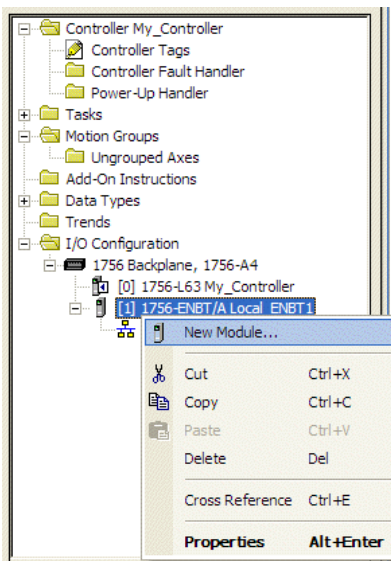 Controller My_Controller
Controller Tags
Controller Fault Handler
Power-Up Handler
Tasks
Motion Groups
Ungrouped Axes
Add-On Instructions
Data Types
Trends
I/O Configuration
1756 Backplane, 1756-A4
[0] 1756-L63 My_Controller
[1] 1756-ENBT/A Local_ENBT1
New Module...
Cut Ctrl+X
Copy Ctrl+C
Paste Ctrl+V
Delete Del
Cross Reference Ctrl+E
Properties Alt+Enter